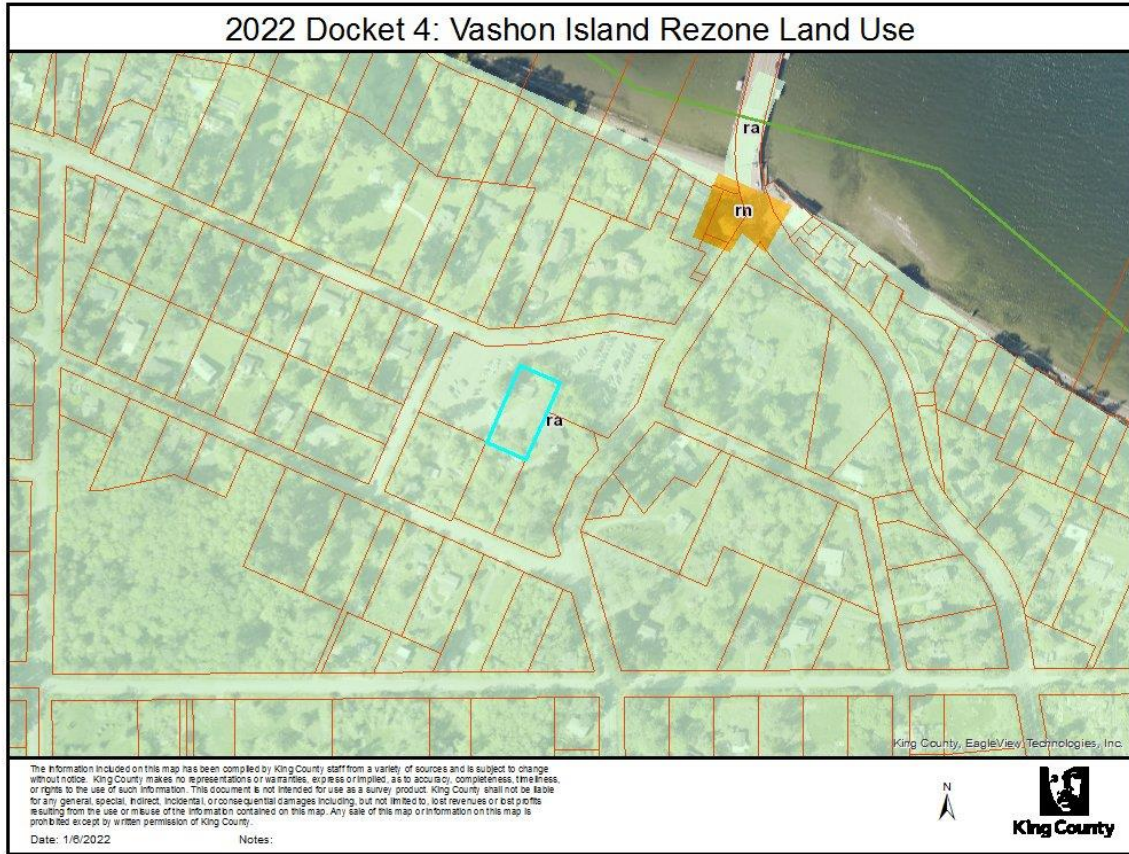 2022 Docket 4: Vashon Island Rezone Land Use
ra
rn
ra
King County, EagleView Technologies, Inc.
The information included on this map has been compiled by King County staff from a variety of sources and is subject to change
without notice. King County makes no representations or warranties, express or implied, as to accuracy, completeness, timeliness,
or rights to the use of such information. This document is not intended for use as a survey product. King County shall not be liable
for any general, special, indirect, incidental, or consequential damages including, but not limited to, lost revenues or lost profits
resulting from the use or misuse of the information contained on this map. Any sale of this map or information on this map is
prohibited except by written permission of King County.
Date: 1/6/2022 Notes:
N
King County